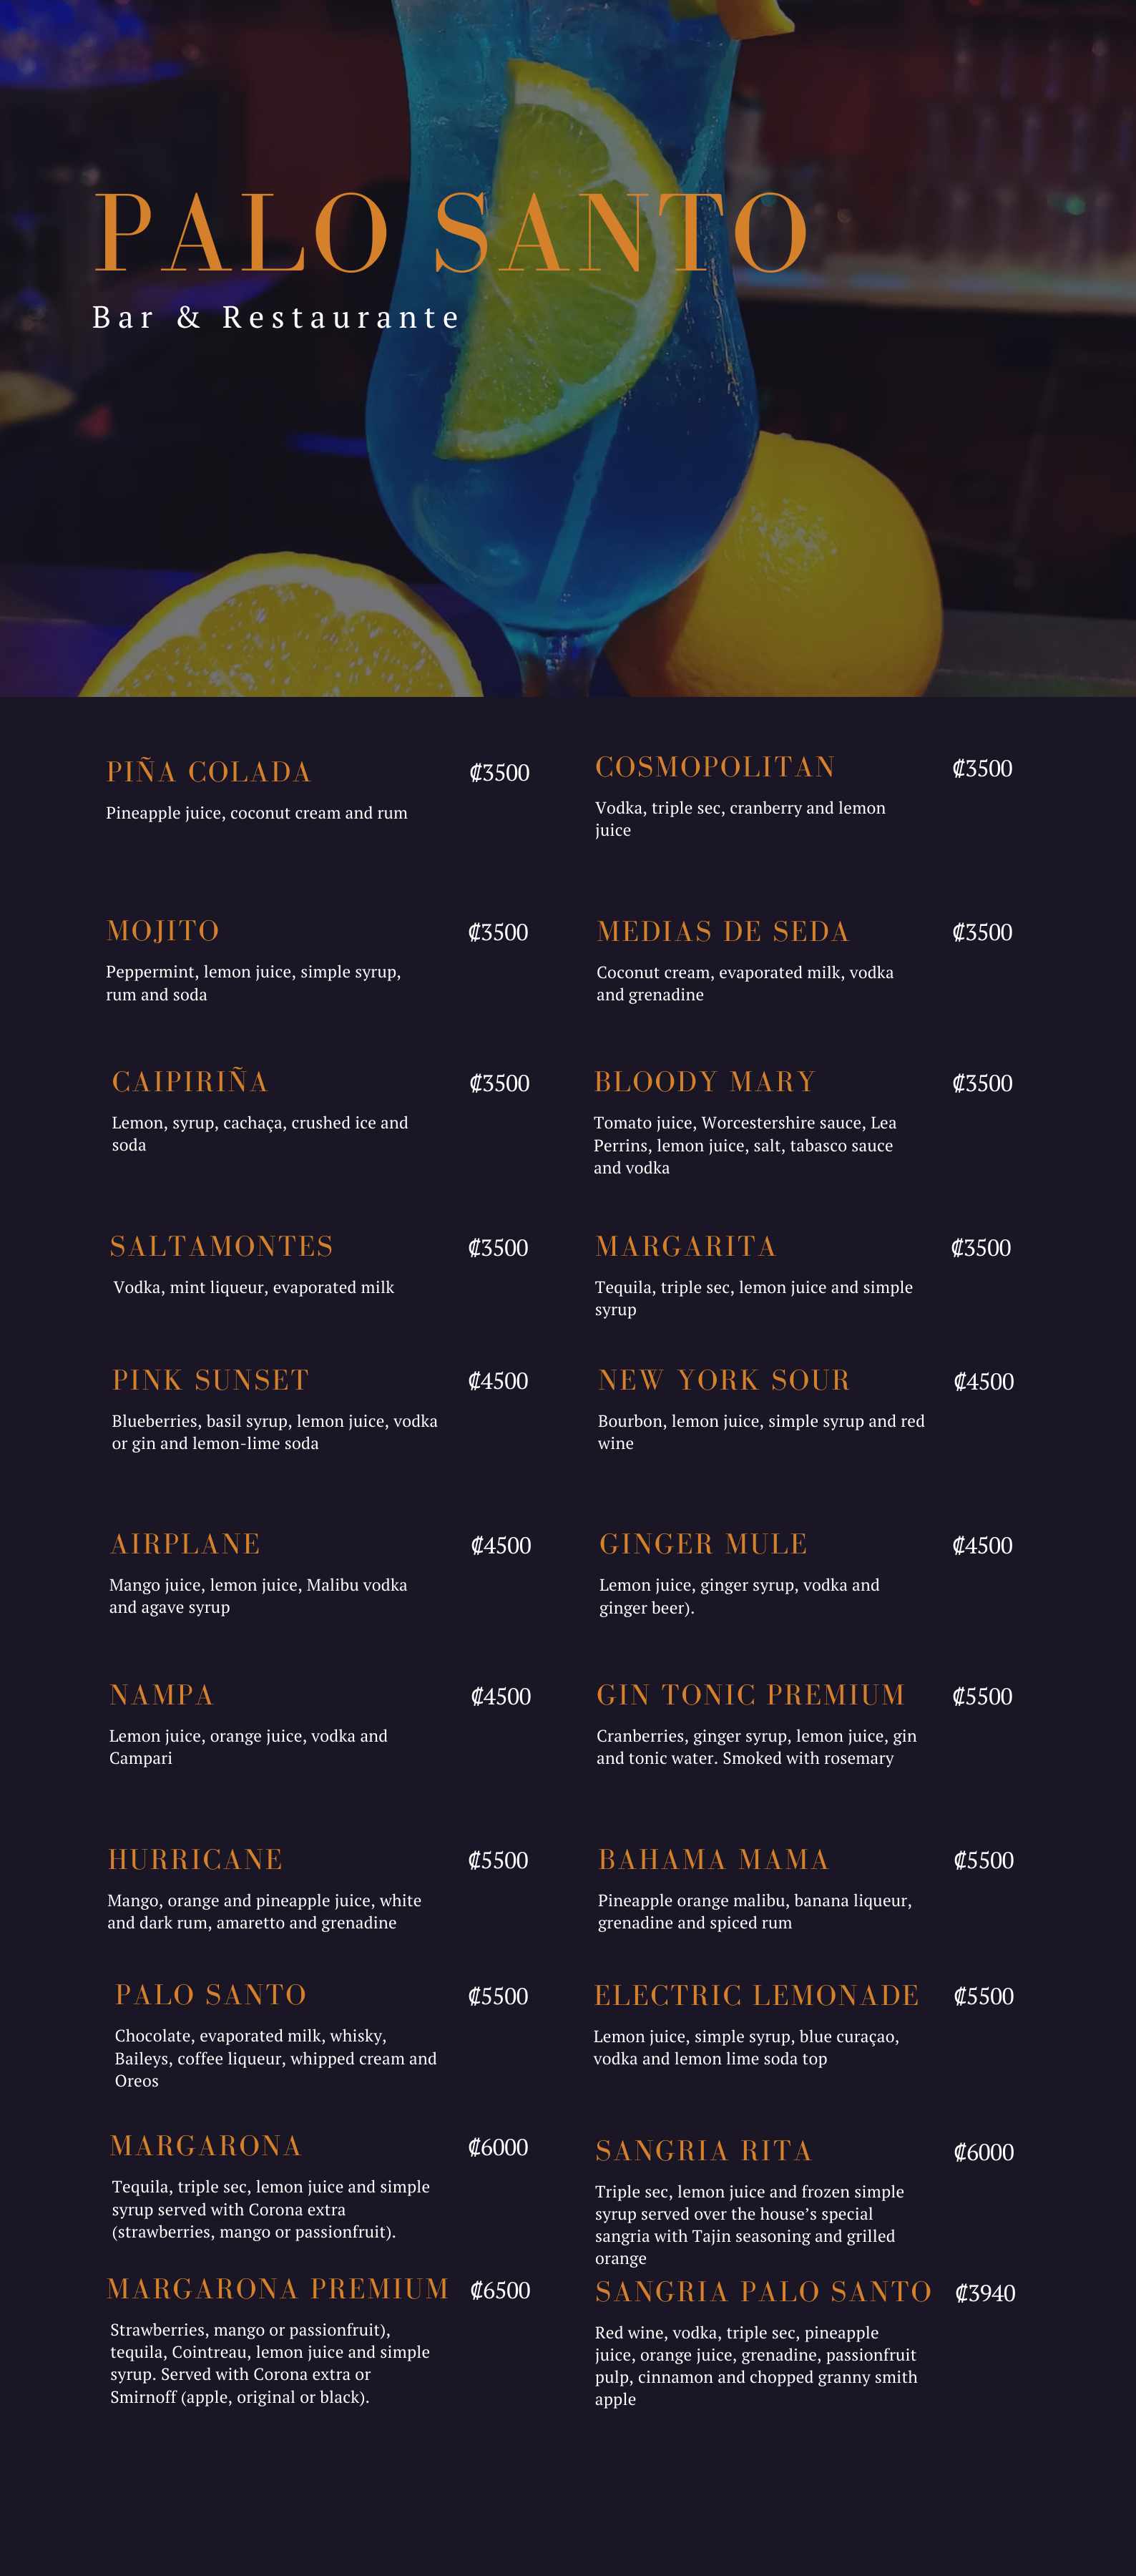 PALO SANTO
Bar & Restaurante
PIÑA COLADA ₡3500
Pineapple juice, coconut cream and rum
COSMOPOLITAN ₡3500
Vodka, triple sec, cranberry and lemon
juice
MOJITO ₡3500
Peppermint, lemon juice, simple syrup,
rum and soda
MEDIAS DE SEDA ₡3500
Coconut cream, evaporated milk, vodka
and grenadine
CAIPIRIÑA ₡3500
Lemon, syrup, cachaça, crushed ice and
soda
BLOODY MARY ₡3500
Tomato juice, Worcestershire sauce, Lea
Perrins, lemon juice, salt, tabasco sauce
and vodka
SALTAMONTES ₡3500
Vodka, mint liqueur, evaporated milk
MARGARITA ₡3500
Tequila, triple sec, lemon juice and simple
syrup
PINK SUNSET ₡4500
Blueberries, basil syrup, lemon juice, vodka
or gin and lemon-lime soda
NEW YORK SOUR ₡4500
Bourbon, lemon juice, simple syrup and red
wine
AIRPLANE ₡4500
Mango juice, lemon juice, Malibu vodka
and agave syrup
GINGER MULE ₡4500
Lemon juice, ginger syrup, vodka and
ginger beer).
NAMPA ₡4500
Lemon juice, orange juice, vodka and
Campari
GIN TONIC PREMIUM ₡5500
Cranberries, ginger syrup, lemon juice, gin
and tonic water. Smoked with rosemary
HURRICANE ₡5500
Mango, orange and pineapple juice, white
and dark rum, amaretto and grenadine
BAHAMA MAMA ₡5500
Pineapple orange malibu, banana liqueur,
grenadine and spiced rum
PALO SANTO ₡5500
Chocolate, evaporated milk, whisky,
Baileys, coffee liqueur, whipped cream and
Oreos
ELECTRIC LEMONADE ₡5500
Lemon juice, simple syrup, blue curaçao,
vodka and lemon lime soda top
MARGARONA ₡6000
Tequila, triple sec, lemon juice and simple
syrup served with Corona extra
(strawberries, mango or passionfruit).
SANGRIA RITA ₡6000
Triple sec, lemon juice and frozen simple
syrup served over the house’s special
sangria with Tajin seasoning and grilled
orange
MARGARONA PREMIUM ₡6500
Strawberries, mango or passionfruit),
tequila, Cointreau, lemon juice and simple
syrup. Served with Corona extra or
Smirnoff (apple, original or black).
SANGRIA PALO SANTO ₡3940
Red wine, vodka, triple sec, pineapple
juice, orange juice, grenadine, passionfruit
pulp, cinnamon and chopped granny smith
apple